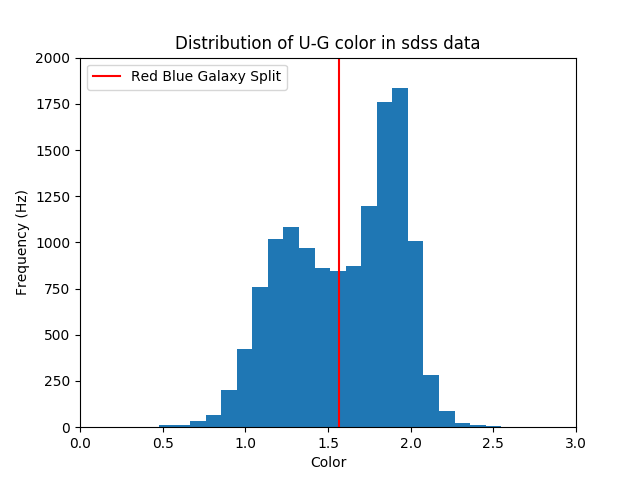 Distribution of U-G color in sdss data
Red Blue Galaxy Split
Frequency (Hz)
2000
1750
1500
1250
1000
750
500
250
0
0.0 0.5 1.0 1.5 2.0 2.5 3.0
Color